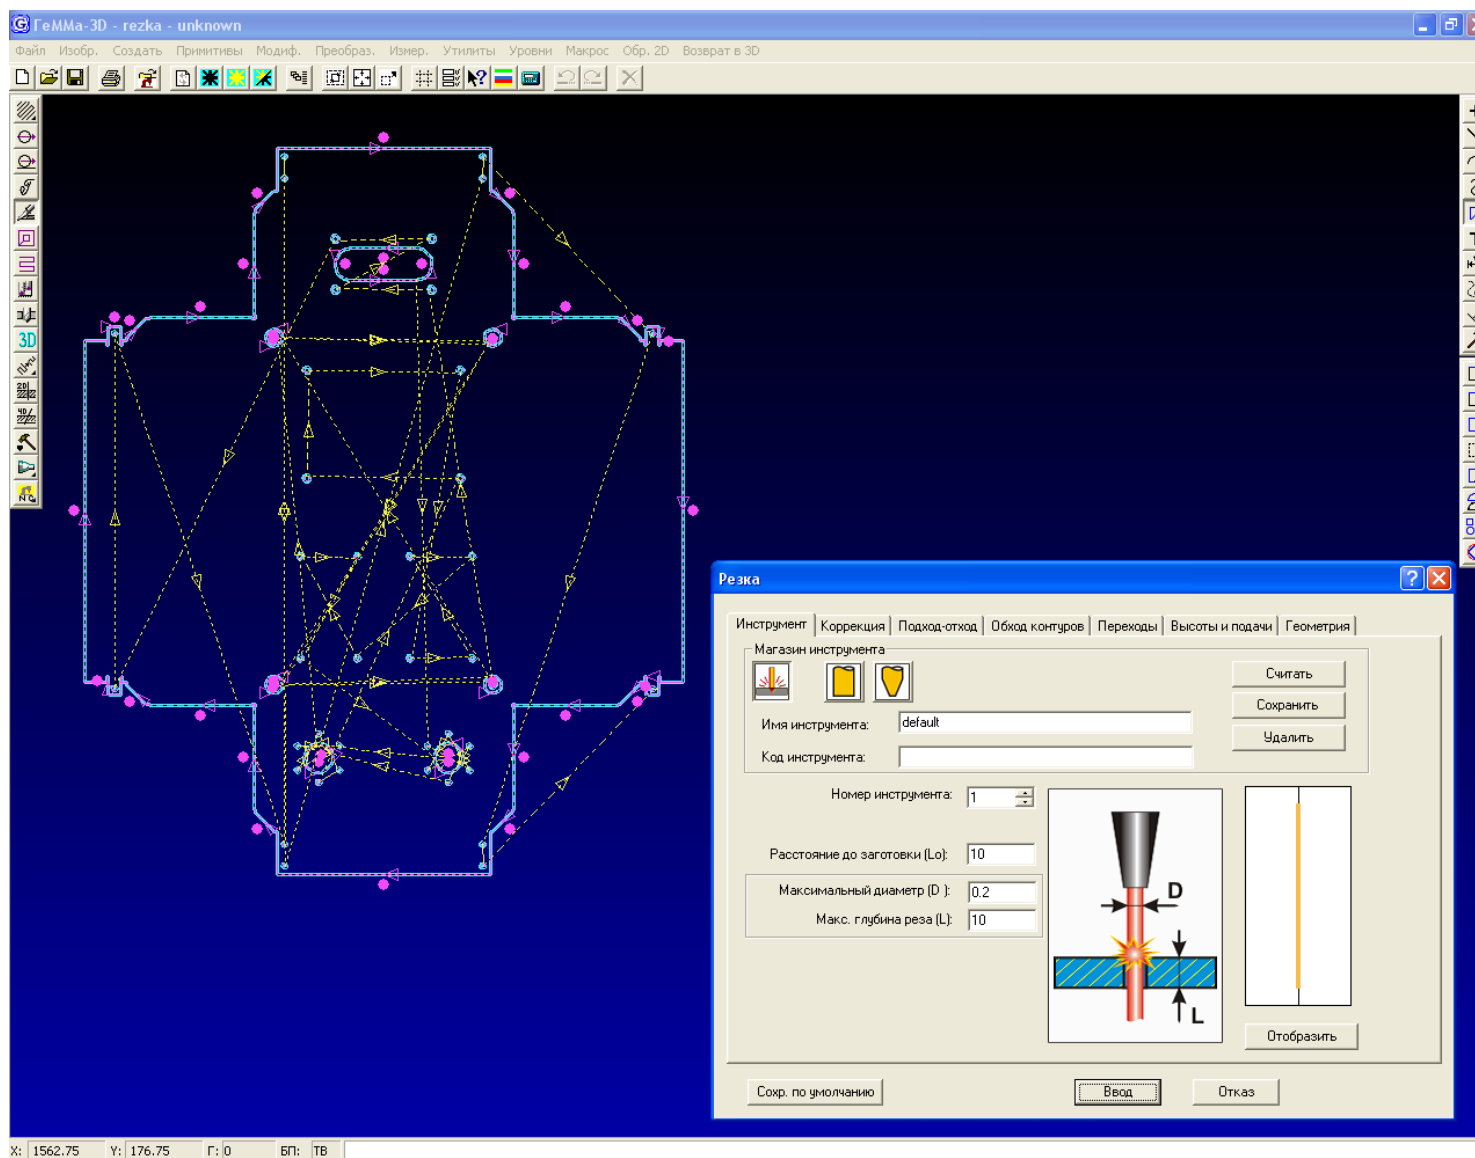 ГеММа-3D - rezka - unknown
Файл Изобр. Создать Примитивы Модиф. Преобраз. Измер. Утилиты Уровни Макрос Обр. 2D Возврат в 3D
3D
2D
4D
NC
Резка
Инструмент Коррекция Подход-отход Обход контуров Переходы Высоты и подачи Геометрия
Магазин инструмента
Считать
Сохранить
Имя инструмента: default
Удалить
Код инструмента:
Номер инструмента: 1
Расстояние до заготовки (Lo): 10
Максимальный диаметр (D ): 0.2
Макс. глубина реза (L): 10
D
L
Отобразить
Сохр. по умолчанию Ввод Отказ
X: 1562.75 Y: 176.75 Г: 0 БП: ТВ